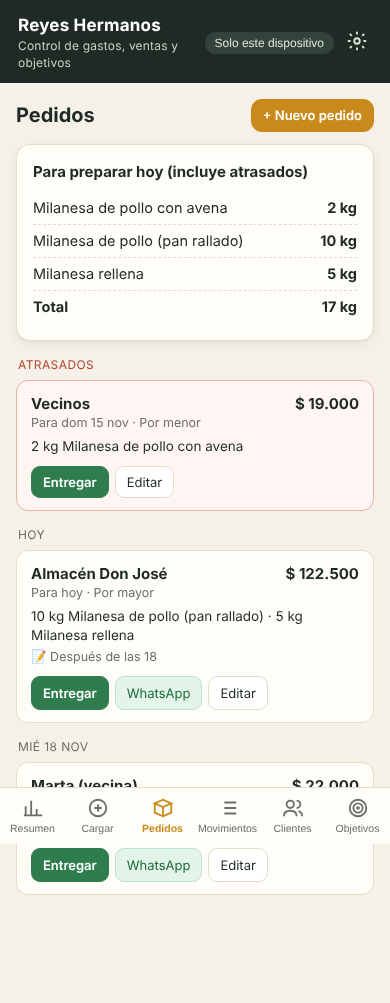 Reyes Hermanos
Control de gastos, ventas y
objetivos
Solo este dispositivo
Pedidos
+ Nuevo pedido
Para preparar hoy (incluye atrasados)
Milanesa de pollo con avena 2 kg
Milanesa de pollo (pan rallado) 10 kg
Milanesa rellena 5 kg
Total 17 kg
ATRASADOS
Vecinos $ 19.000
Para dom 15 nov · Por menor
2 kg Milanesa de pollo con avena
Entregar Editar
HOY
Almacén Don José $ 122.500
Para hoy · Por mayor
10 kg Milanesa de pollo (pan rallado) · 5 kg
Milanesa rellena
📝 Después de las 18
Entregar WhatsApp Editar
MIÉ 18 NOV
Marta (vecina) $ 22.000
Resumen Cargar Pedidos Movimientos Clientes Objetivos
Entregar WhatsApp Editar